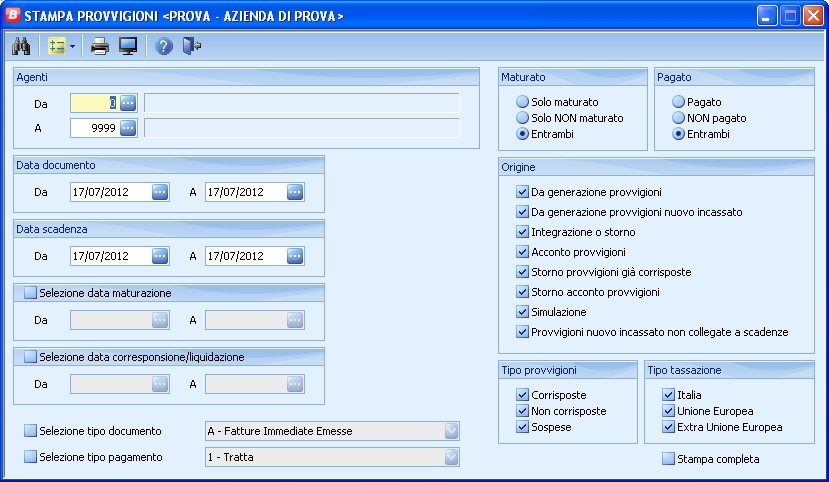 B STAMPA PROVVIGIONI <PROVA - AZIENDA DI PROVA>
Agenti
Da 0
A 9999
Data documento
Da 17/07/2012 A 17/07/2012
Data scadenza
Da 17/07/2012 A 17/07/2012
Selezione data maturazione
Da A
Selezione data corresponsione/liquidazione
Da A
Selezione tipo documento A - Fatture Immediate Emesse
Selezione tipo pagamento 1 - Tratta
Maturato
Solo maturato
Solo NON maturato
Entrambi
Pagato
Pagato
NON pagato
Entrambi
Origine
Da generazione provvigioni
Da generazione provvigioni nuovo incassato
Integrazione o storno
Acconto provvigioni
Storno provvigioni già corrisposte
Storno acconto provvigioni
Simulazione
Provvigioni nuovo incassato non collegate a scadenze
Tipo provvigioni
Corrisposte
Non corrisposte
Sospese
Tipo tassazione
Italia
Unione Europea
Extra Unione Europea
Stampa completa